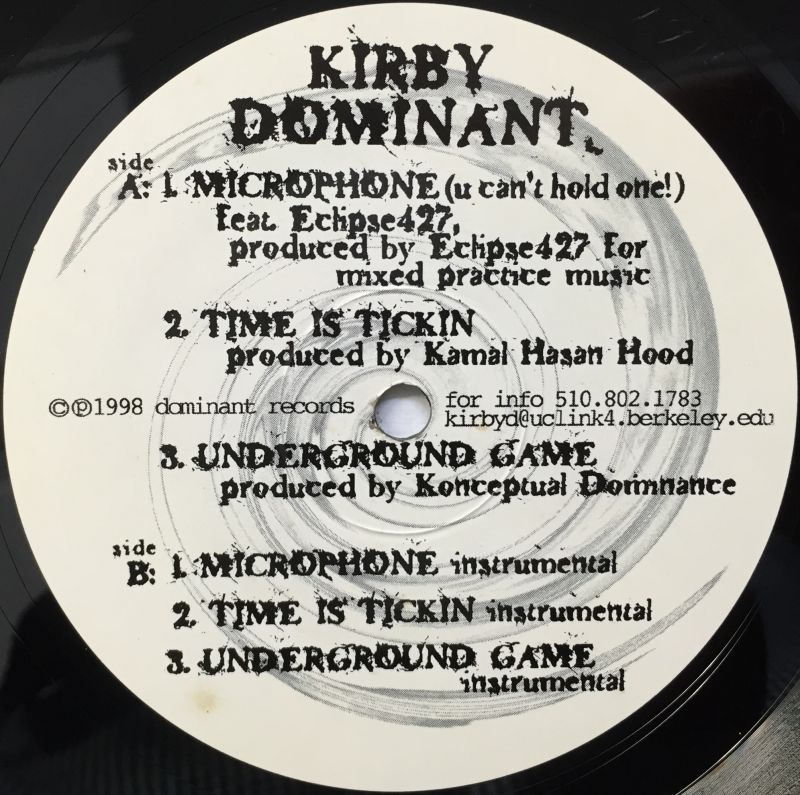 KIRBY
DOMINANT
side
A: 1. MICROPHONE (u can't hold one!)
feat. Eclipse427,
produced by Eclipse427 for
mixed practice music
2. TIME IS TICKIN
produced by Kamal Hasan Hood
©℗1998 dominant records
for info 510.802.1783
kirbyd@uclink4.berkeley.edu
3. UNDERGROUND GAME
produced by Konceptual Dominance
side
B: 1. MICROPHONE instrumental
2. TIME IS TICKIN instrumental
3. UNDERGROUND GAME
instrumental